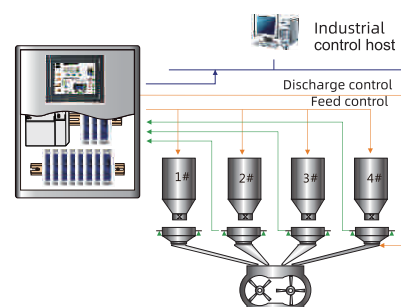 Industrial
control host
Discharge control
Feed control
1# 2# 3# 4#